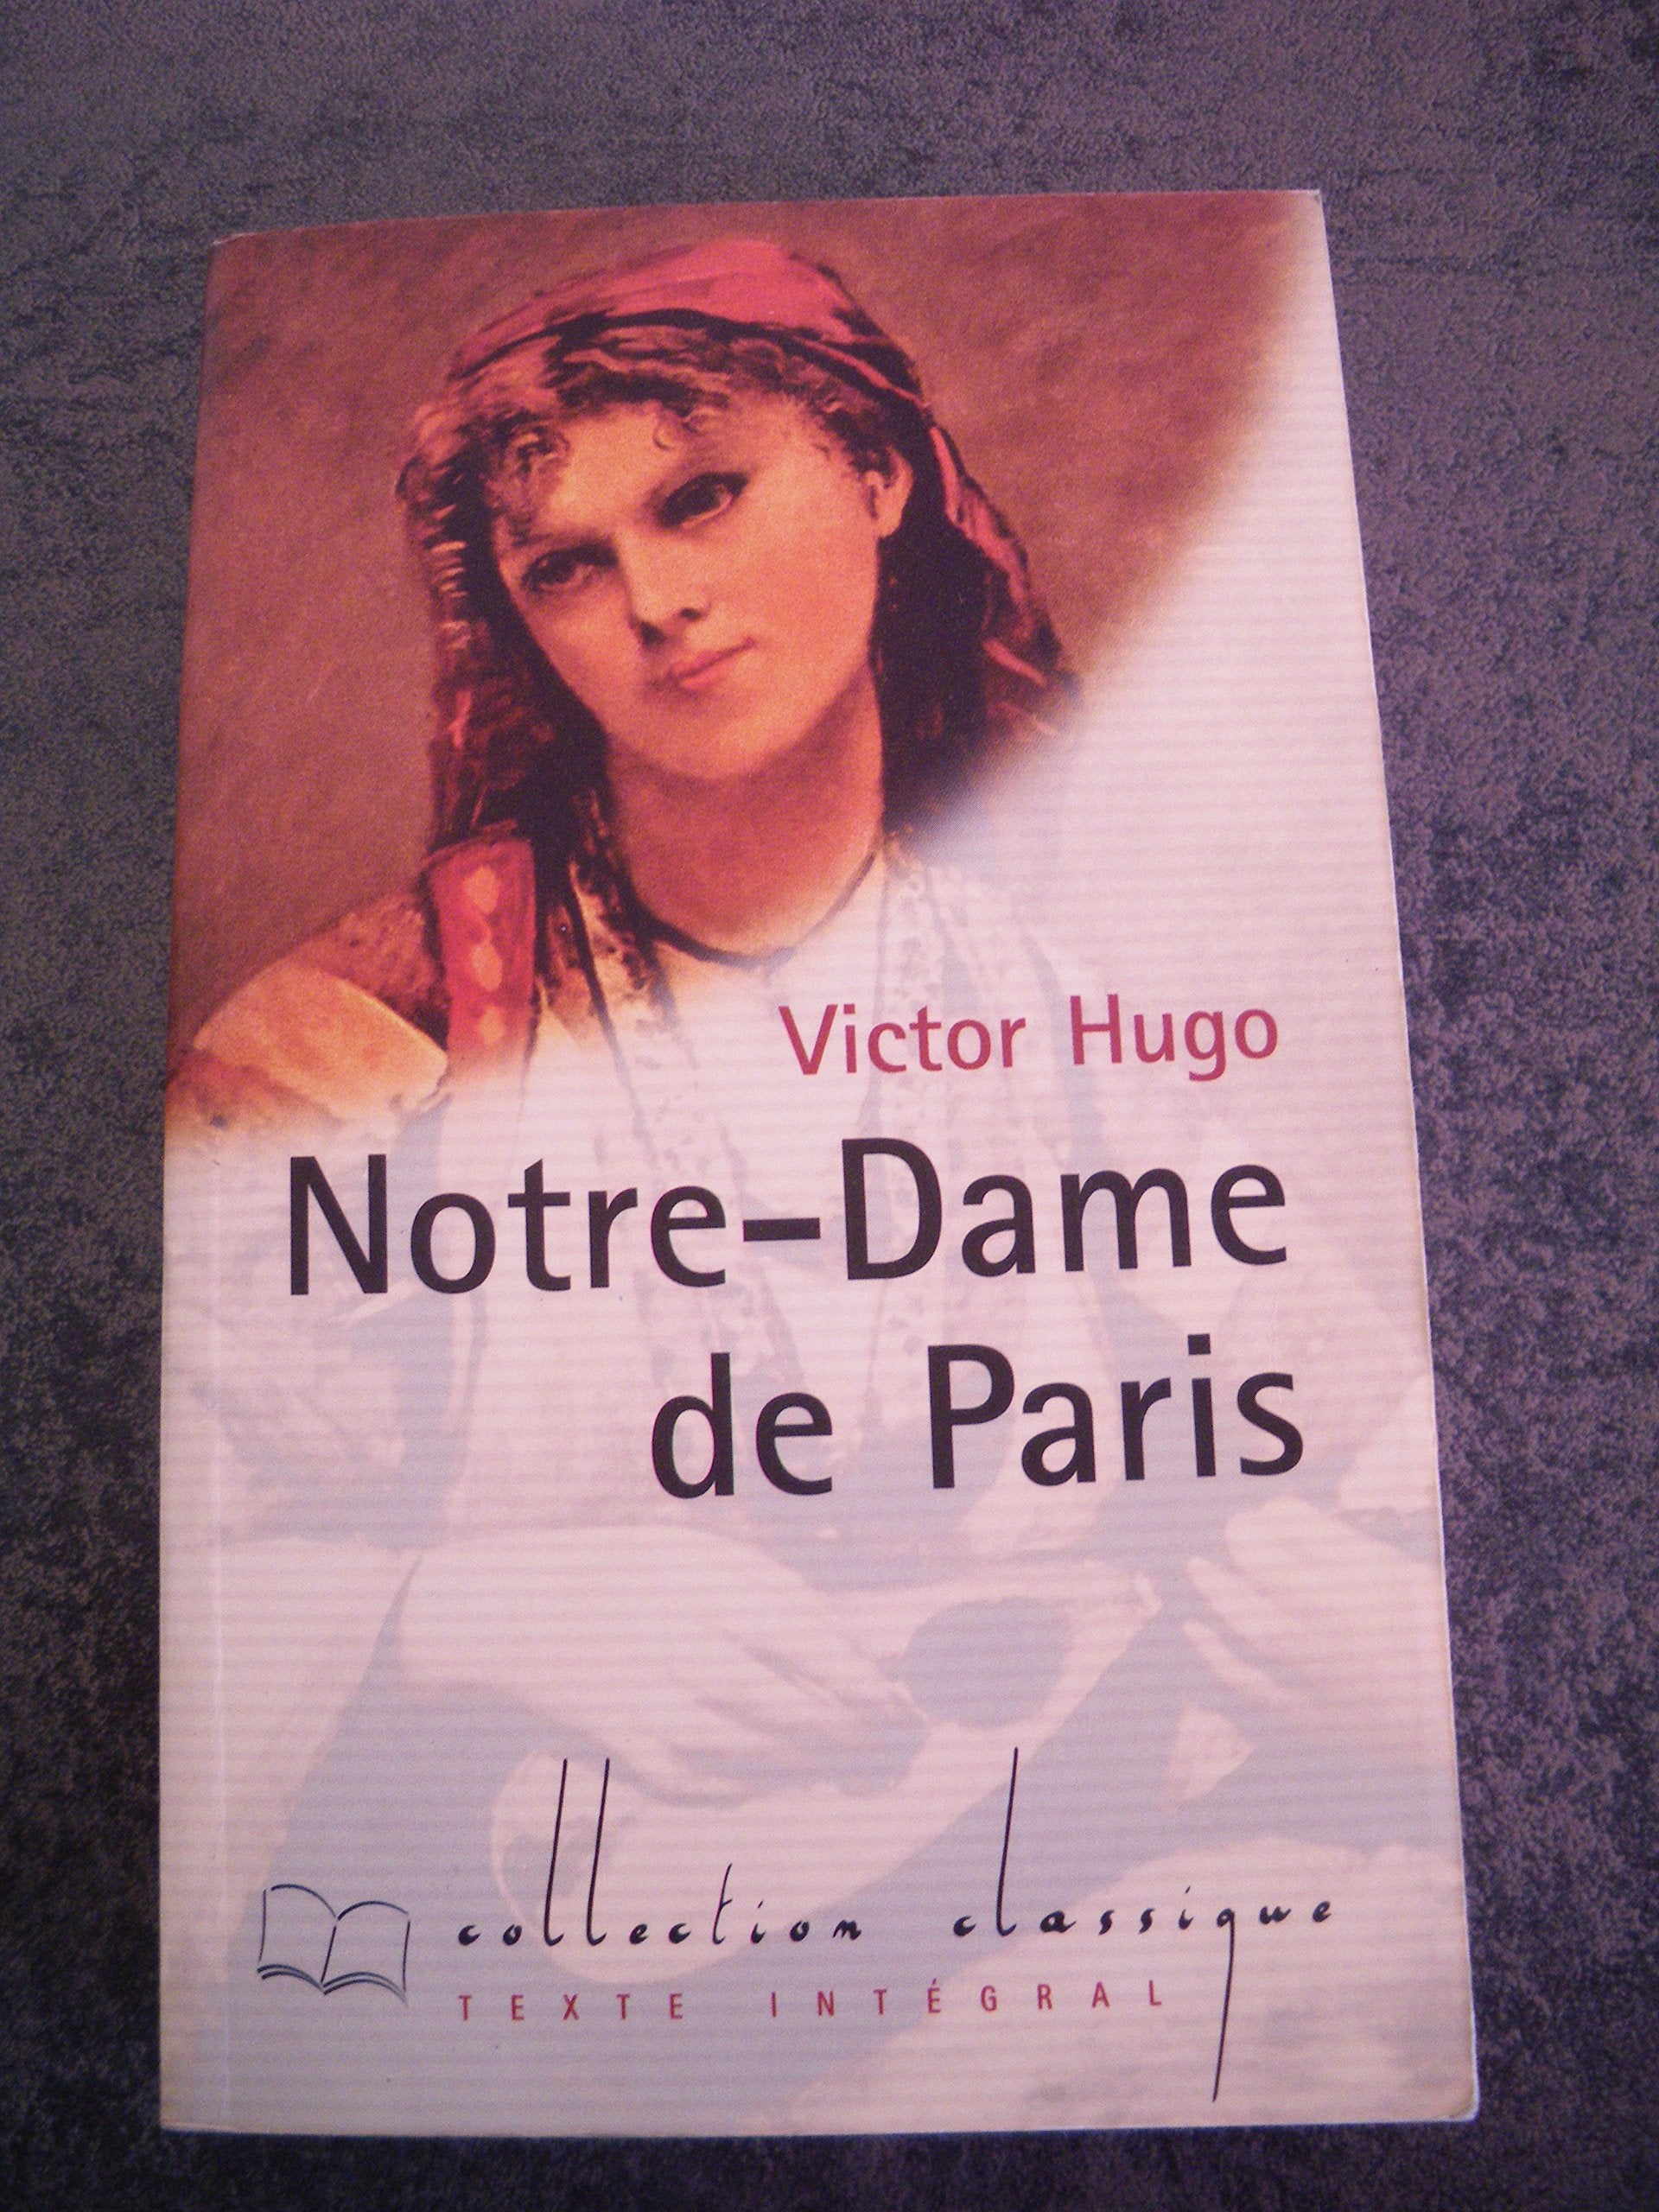 Victor Hugo
Notre-Dame
de Paris
collection classique
TEXTE INTÉGRAL